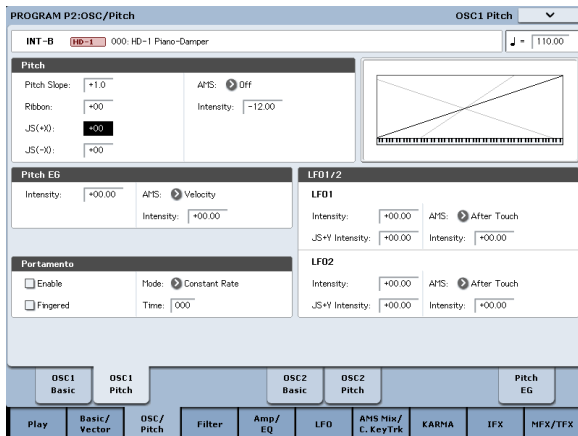 PROGRAM P2:OSC/Pitch OSC1 Pitch
INT-B HD-1 000: HD-1 Piano-Damper ♩ = 110.00
Pitch
Pitch Slope: +1.0 AMS: Off
Ribbon: +00 Intensity: -12.00
JS(+X): +00
JS(-X): +00
Pitch EG
Intensity: +00.00 AMS: Velocity
Intensity: +00.00
LFO1/2
LFO1
Intensity: +00.00 AMS: After Touch
JS+Y Intensity: +00.00 Intensity: +00.00
Portamento
Enable Mode: Constant Rate
Fingered Time: 000
LFO2
Intensity: +00.00 AMS: After Touch
JS+Y Intensity: +00.00 Intensity: +00.00
OSC1 Basic OSC1 Pitch OSC2 Basic OSC2 Pitch Pitch EG
Play Basic/Vector OSC/Pitch Filter Amp/EQ LFO AMS Mix/C. KeyTrk KARMA IFX MFX/TFX